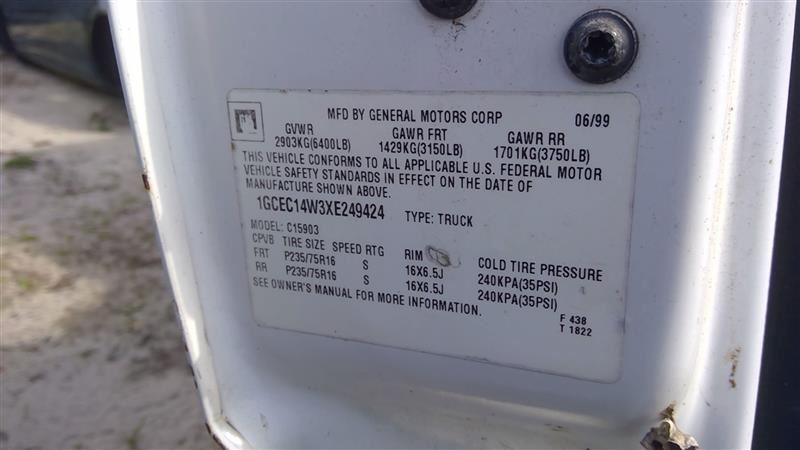 MFD BY GENERAL MOTORS CORP 06/99
GVWR GAWR FRT GAWR RR
2903KG(6400LB) 1429KG(3150LB) 1701KG(3750LB)
THIS VEHICLE CONFORMS TO ALL APPLICABLE U.S. FEDERAL MOTOR
VEHICLE SAFETY STANDARDS IN EFFECT ON THE DATE OF
MANUFACTURE SHOWN ABOVE.
1GCEC14W3XE249424 TYPE: TRUCK
MODEL: C15903
CPVB TIRE SIZE SPEED RTG RIM COLD TIRE PRESSURE
FRT P235/75R16 S 16X6.5J 240KPA(35PSI)
RR P235/75R16 S 16X6.5J 240KPA(35PSI)
SEE OWNER'S MANUAL FOR MORE INFORMATION.
F 438
T 1822